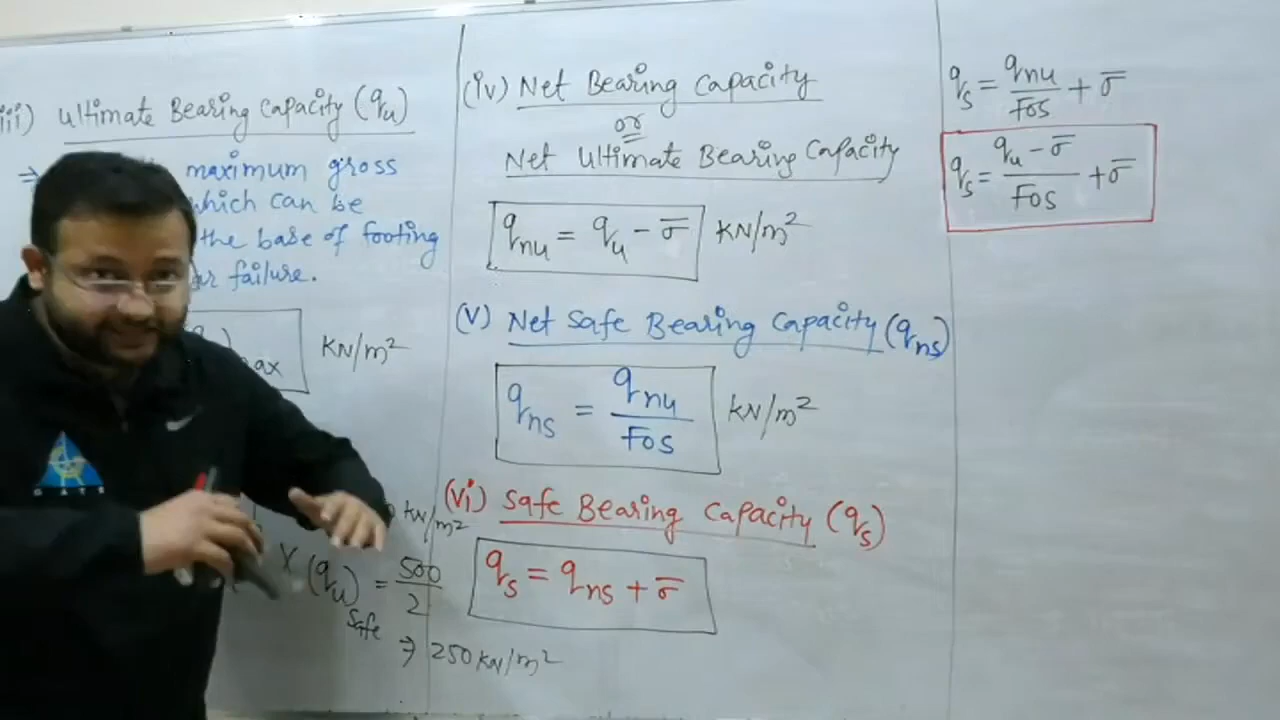 iii) Ultimate Bearing Capacity (qu)
maximum gross
which can be
the base of footing
failure.
ax KN/m²
(qu)safe = 500/2
⇒ 250 KN/m²
(iv) Net Bearing Capacity
or
Net Ultimate Bearing Capacity
qnu = qu - σ̅ KN/m²
(V) Net Safe Bearing Capacity (qns)
qns = qnu/FOS KN/m²
(Vi) Safe Bearing Capacity (qs)
qs = qns + σ̅
qs = qnu/FOS + σ̅
qs = (qu - σ̅)/FOS + σ̅
GATE